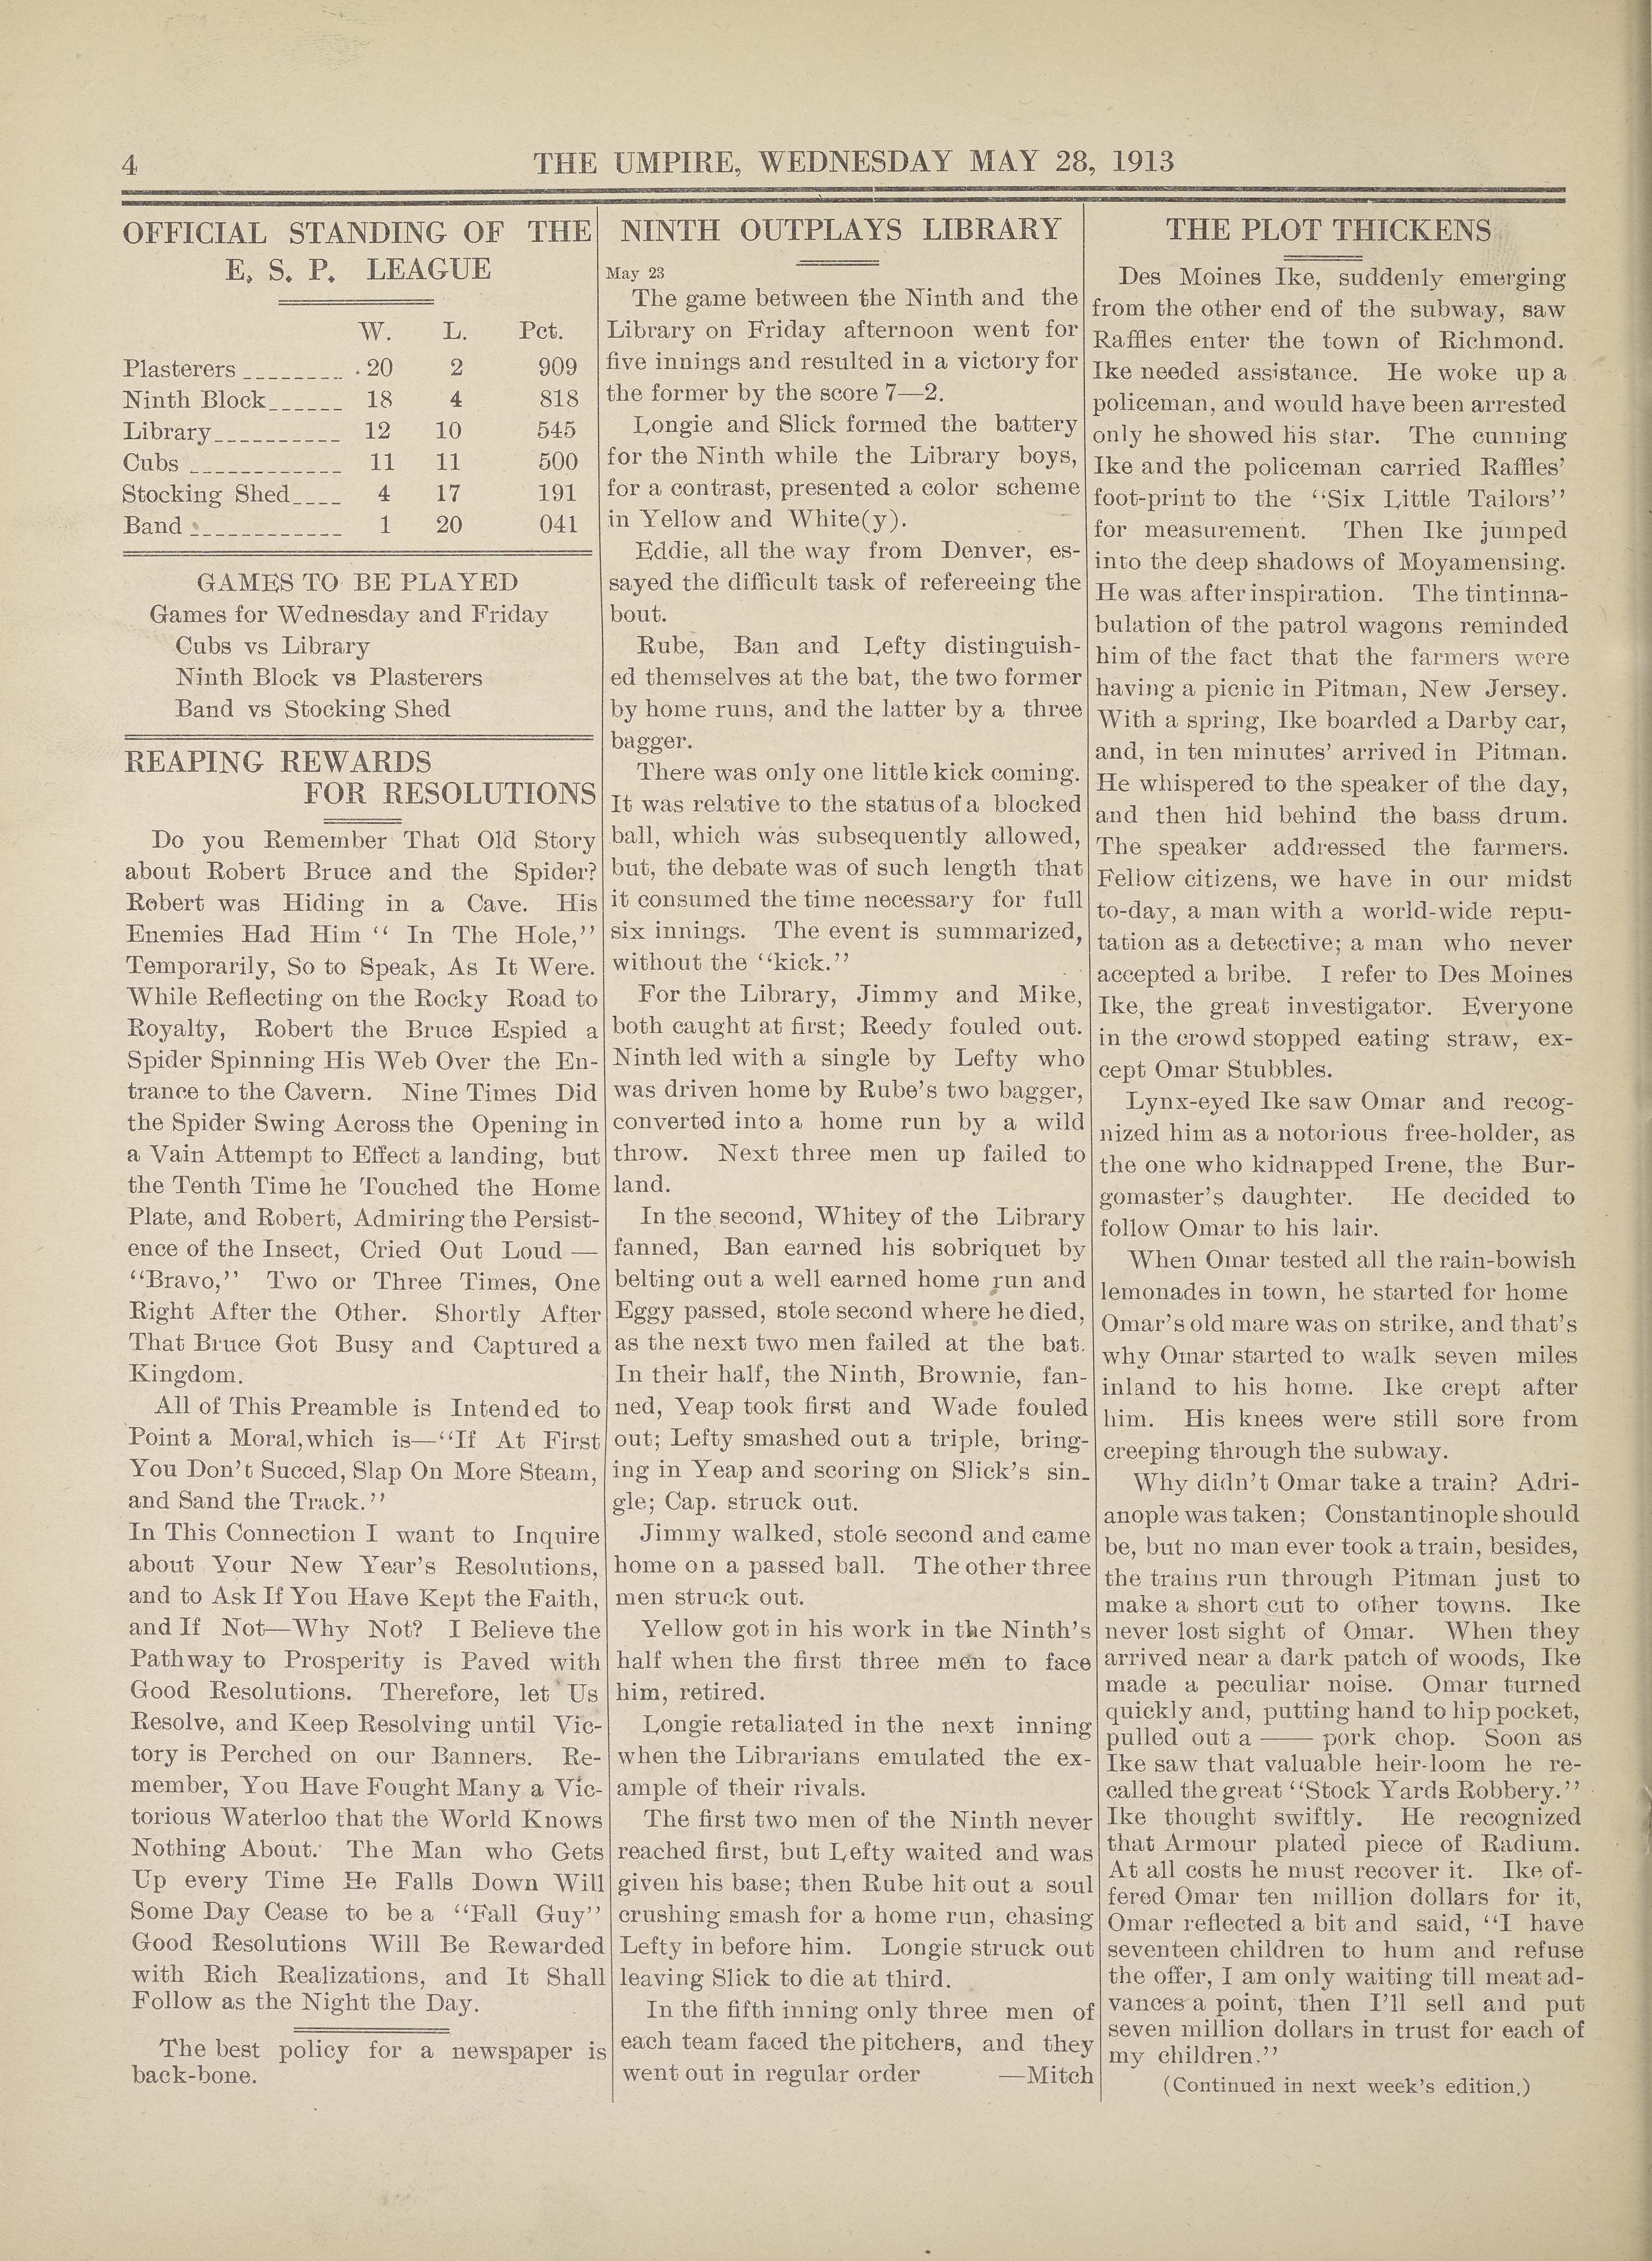 4
THE UMPIRE, WEDNESDAY MAY 28, 1913
OFFICIAL STANDING OF THE
E. S. P. LEAGUE
W. L. Pct.
Plasterers 20 2 909
Ninth Block 18 4 818
Library 12 10 545
Cubs 11 11 500
Stocking Shed 4 17 191
Band 1 20 041
GAMES TO BE PLAYED
Games for Wednesday and Friday
Cubs vs Library
Ninth Block vs Plasterers
Band vs Stocking Shed
REAPING REWARDS
FOR RESOLUTIONS
Do you Remember That Old Story
about Robert Bruce and the Spider?
Robert was Hiding in a Cave. His
Enemies Had Him “ In The Hole,”
Temporarily, So to Speak, As It Were.
While Reflecting on the Rocky Road to
Royalty, Robert the Bruce Espied a
Spider Spinning His Web Over the En-
trance to the Cavern. Nine Times Did
the Spider Swing Across the Opening in
a Vain Attempt to Effect a landing, but
the Tenth Time he Touched the Home
Plate, and Robert, Admiring the Persist-
ence of the Insect, Cried Out Loud —
“Bravo,” Two or Three Times, One
Right After the Other. Shortly After
That Bruce Got Busy and Captured a
Kingdom.
All of This Preamble is Intended to
Point a Moral, which is—“If At First
You Don’t Succed, Slap On More Steam,
and Sand the Track.”
In This Connection I want to Inquire
about Your New Year’s Resolutions,
and to Ask If You Have Kept the Faith,
and If Not—Why Not? I Believe the
Pathway to Prosperity is Paved with
Good Resolutions. Therefore, let Us
Resolve, and Keep Resolving until Vic-
tory is Perched on our Banners. Re-
member, You Have Fought Many a Vic-
torious Waterloo that the World Knows
Nothing About. The Man who Gets
Up every Time He Falls Down Will
Some Day Cease to be a “Fall Guy”
Good Resolutions Will Be Rewarded
with Rich Realizations, and It Shall
Follow as the Night the Day.
The best policy for a newspaper is
back-bone.
NINTH OUTPLAYS LIBRARY
May 23
The game between the Ninth and the
Library on Friday afternoon went for
five innings and resulted in a victory for
the former by the score 7—2.
Longie and Slick formed the battery
for the Ninth while the Library boys,
for a contrast, presented a color scheme
in Yellow and White(y).
Eddie, all the way from Denver, es-
sayed the difficult task of refereeing the
bout.
Rube, Ban and Lefty distinguish-
ed themselves at the bat, the two former
by home runs, and the latter by a three
bagger.
There was only one little kick coming.
It was relative to the status of a blocked
ball, which was subsequently allowed,
but, the debate was of such length that
it consumed the time necessary for full
six innings. The event is summarized,
without the “kick.”
For the Library, Jimmy and Mike,
both caught at first; Reedy fouled out.
Ninth led with a single by Lefty who
was driven home by Rube’s two bagger,
converted into a home run by a wild
throw. Next three men up failed to
land.
In the second, Whitey of the Library
fanned, Ban earned his sobriquet by
belting out a well earned home run and
Eggy passed, stole second where he died,
as the next two men failed at the bat.
In their half, the Ninth, Brownie, fan-
ned, Yeap took first and Wade fouled
out; Lefty smashed out a triple, bring-
ing in Yeap and scoring on Slick’s sin-
gle; Cap. struck out.
Jimmy walked, stole second and came
home on a passed ball. The other three
men struck out.
Yellow got in his work in the Ninth’s
half when the first three men to face
him, retired.
Longie retaliated in the next inning
when the Librarians emulated the ex-
ample of their rivals.
The first two men of the Ninth never
reached first, but Lefty waited and was
given his base; then Rube hit out a soul
crushing smash for a home run, chasing
Lefty in before him. Longie struck out
leaving Slick to die at third.
In the fifth inning only three men of
each team faced the pitchers, and they
went out in regular order —Mitch
THE PLOT THICKENS
Des Moines Ike, suddenly emerging
from the other end of the subway, saw
Raffles enter the town of Richmond.
Ike needed assistance. He woke up a
policeman, and would have been arrested
only he showed his star. The cunning
Ike and the policeman carried Raffles’
foot-print to the “Six Little Tailors”
for measurement. Then Ike jumped
into the deep shadows of Moyamensing.
He was after inspiration. The tintinna-
bulation of the patrol wagons reminded
him of the fact that the farmers were
having a picnic in Pitman, New Jersey.
With a spring, Ike boarded a Darby car,
and, in ten minutes’ arrived in Pitman.
He whispered to the speaker of the day,
and then hid behind the bass drum.
The speaker addressed the farmers.
Fellow citizens, we have in our midst
to-day, a man with a world-wide repu-
tation as a detective; a man who never
accepted a bribe. I refer to Des Moines
Ike, the great investigator. Everyone
in the crowd stopped eating straw, ex-
cept Omar Stubbles.
Lynx-eyed Ike saw Omar and recog-
nized him as a notorious free-holder, as
the one who kidnapped Irene, the Bur-
gomaster’s daughter. He decided to
follow Omar to his lair.
When Omar tested all the rain-bowish
lemonades in town, he started for home
Omar’s old mare was on strike, and that’s
why Omar started to walk seven miles
inland to his home. Ike crept after
him. His knees were still sore from
creeping through the subway.
Why didn’t Omar take a train? Adri-
anople was taken; Constantinople should
be, but no man ever took a train, besides,
the trains run through Pitman just to
make a short cut to other towns. Ike
never lost sight of Omar. When they
arrived near a dark patch of woods, Ike
made a peculiar noise. Omar turned
quickly and, putting hand to hip pocket,
pulled out a —— pork chop. Soon as
Ike saw that valuable heir-loom he re-
called the great “Stock Yards Robbery.”
Ike thought swiftly. He recognized
that Armour plated piece of Radium.
At all costs he must recover it. Ike of-
fered Omar ten million dollars for it,
Omar reflected a bit and said, “I have
seventeen children to hum and refuse
the offer, I am only waiting till meat ad-
vances a point, then I’ll sell and put
seven million dollars in trust for each of
my children.”
(Continued in next week’s edition.)